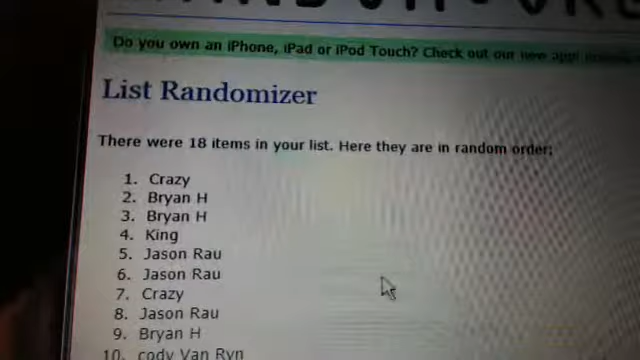 Do you own an iPhone, iPad or iPod Touch? Check out our new app!
List Randomizer
There were 18 items in your list. Here they are in random order:
1. Crazy
2. Bryan H
3. Bryan H
4. King
5. Jason Rau
6. Jason Rau
7. Crazy
8. Jason Rau
9. Bryan H
10. cody Van Ryn